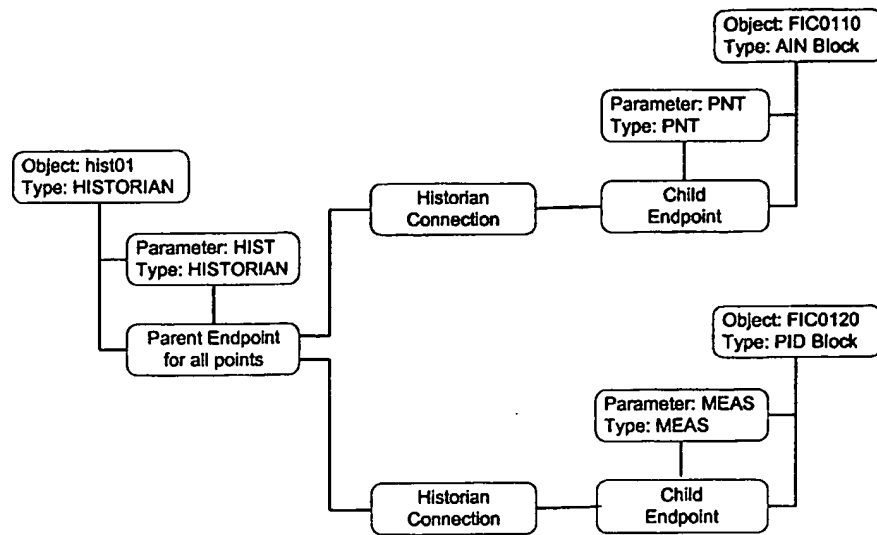 Object: FIC0110
Type: AIN Block
Parameter: PNT
Type: PNT
Object: hist01
Type: HISTORIAN
Historian
Connection
Child
Endpoint
Parameter: HIST
Type: HISTORIAN
Parent Endpoint
for all points
Object: FIC0120
Type: PID Block
Parameter: MEAS
Type: MEAS
Historian
Connection
Child
Endpoint